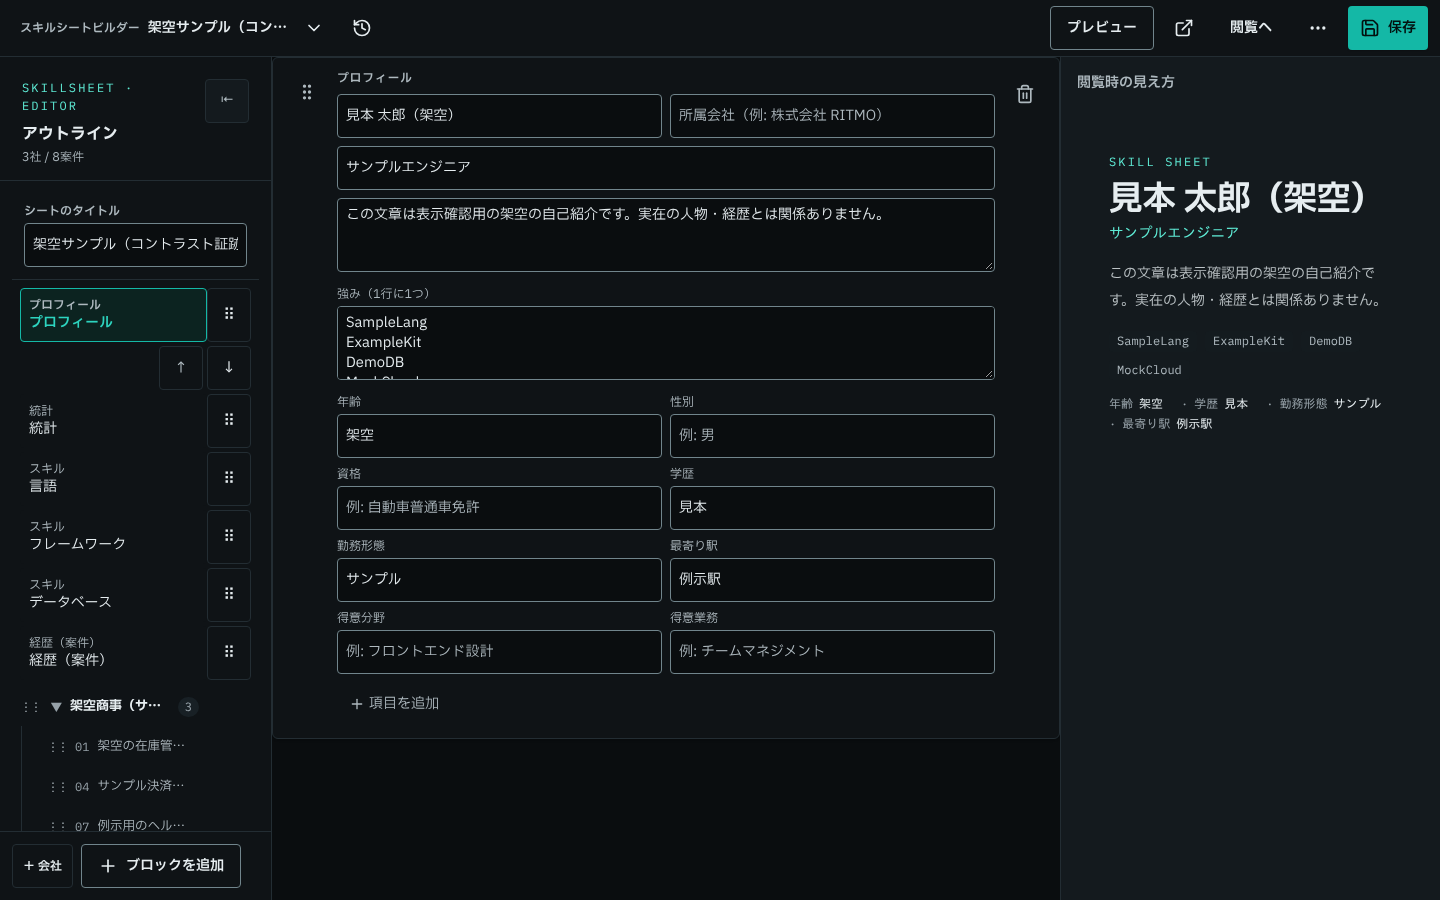 スキルシートビルダー 架空サンプル（コン…
プレビュー
閲覧へ
保存
SKILLSHEET · EDITOR
アウトライン
3社 / 8案件
シートのタイトル
架空サンプル（コントラスト証跡
プロフィール
プロフィール
↑ ↓
統計
統計
スキル
言語
スキル
フレームワーク
スキル
データベース
経歴（案件）
経歴（案件）
▼ 架空商事（サ… 3
01 架空の在庫管…
04 サンプル決済…
07 例示用のヘル…
+ 会社
+ ブロックを追加
プロフィール
見本 太郎（架空）
所属会社（例: 株式会社 RITMO）
サンプルエンジニア
この文章は表示確認用の架空の自己紹介です。実在の人物・経歴とは関係ありません。
強み（1行に1つ）
SampleLang
ExampleKit
DemoDB
MockCloud
年齢
架空
性別
例: 男
資格
例: 自動車普通車免許
学歴
見本
勤務形態
サンプル
最寄り駅
例示駅
得意分野
例: フロントエンド設計
得意業務
例: チームマネジメント
+ 項目を追加
閲覧時の見え方
SKILL SHEET
見本 太郎（架空）
サンプルエンジニア
この文章は表示確認用の架空の自己紹介で
す。実在の人物・経歴とは関係ありません。
SampleLang ExampleKit DemoDB
MockCloud
年齢 架空 · 学歴 見本 · 勤務形態 サンプル
· 最寄り駅 例示駅